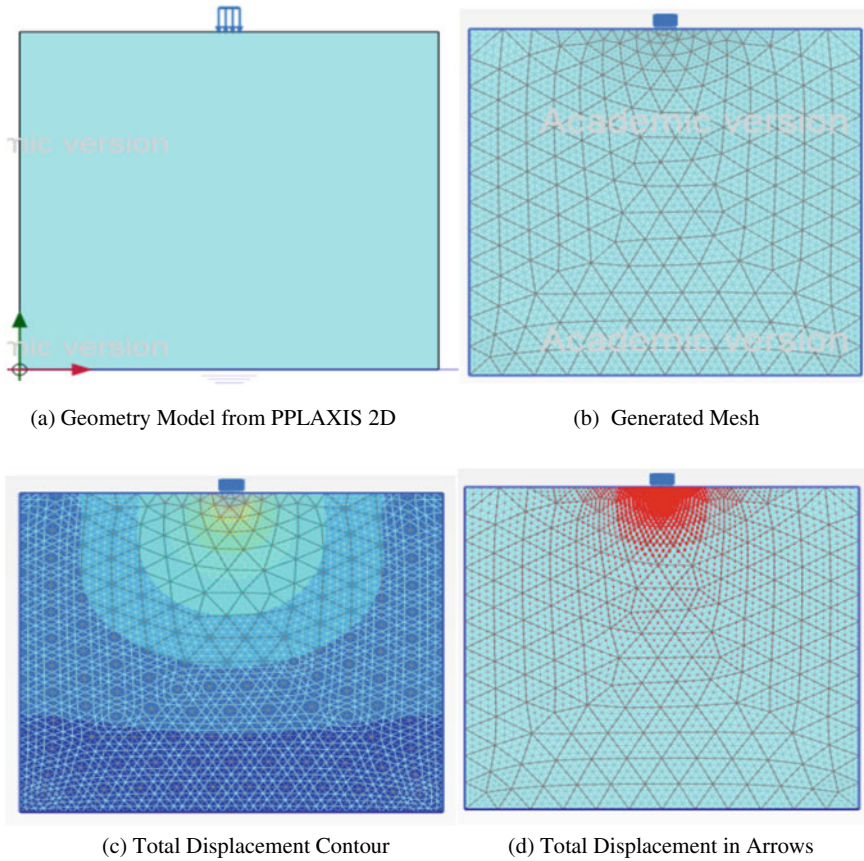 mic version
mic version
(a) Geometry Model from PPLAXIS 2D
Academic version
Academic version
(b) Generated Mesh
(c) Total Displacement Contour
(d) Total Displacement in Arrows